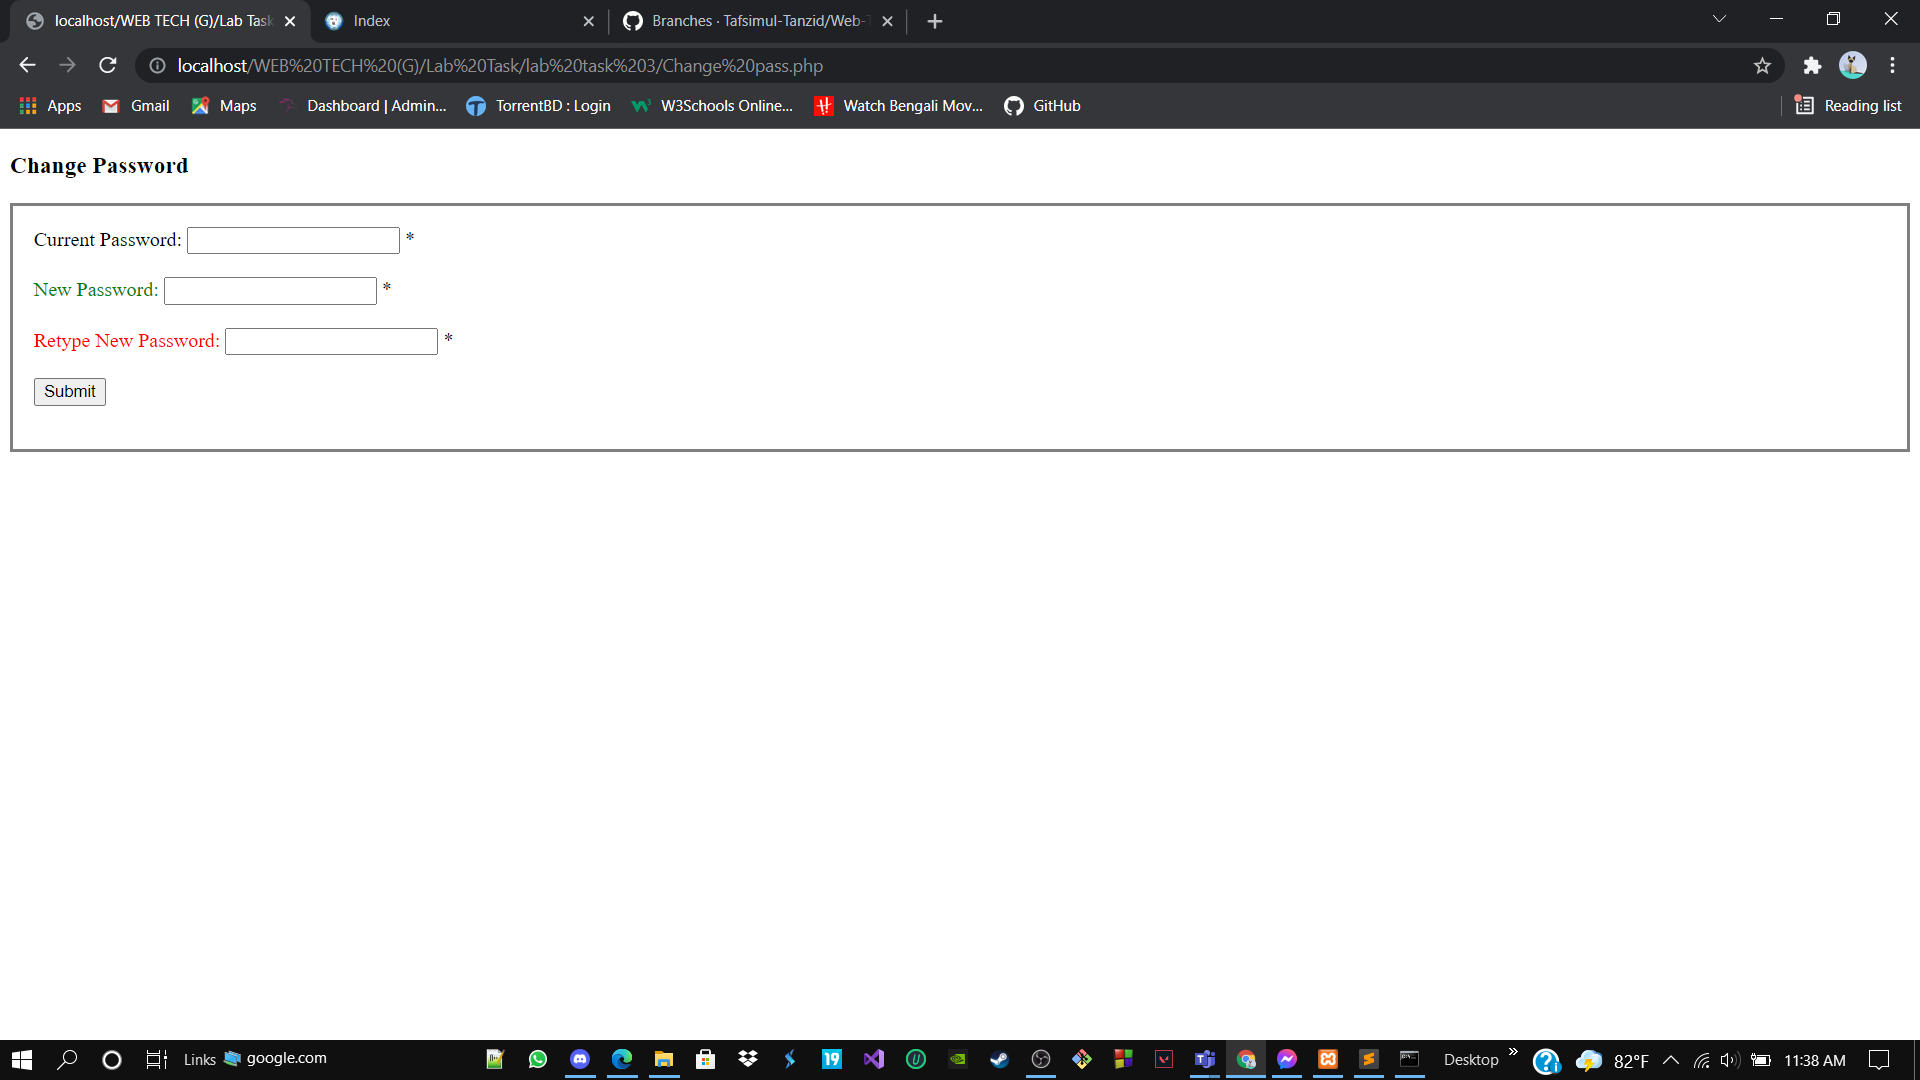 localhost/WEB TECH (G)/Lab Task
Index
Branches · Tafsimul-Tanzid/Web-T
localhost/WEB%20TECH%20(G)/Lab%20Task/lab%20task%203/Change%20pass.php
Apps Gmail Maps Dashboard | Admin... TorrentBD : Login W3Schools Online... Watch Bengali Mov... GitHub Reading list
Change Password
Current Password: *
New Password: *
Retype New Password: *
Submit
Links google.com 19 Desktop » 82°F 11:38 AM